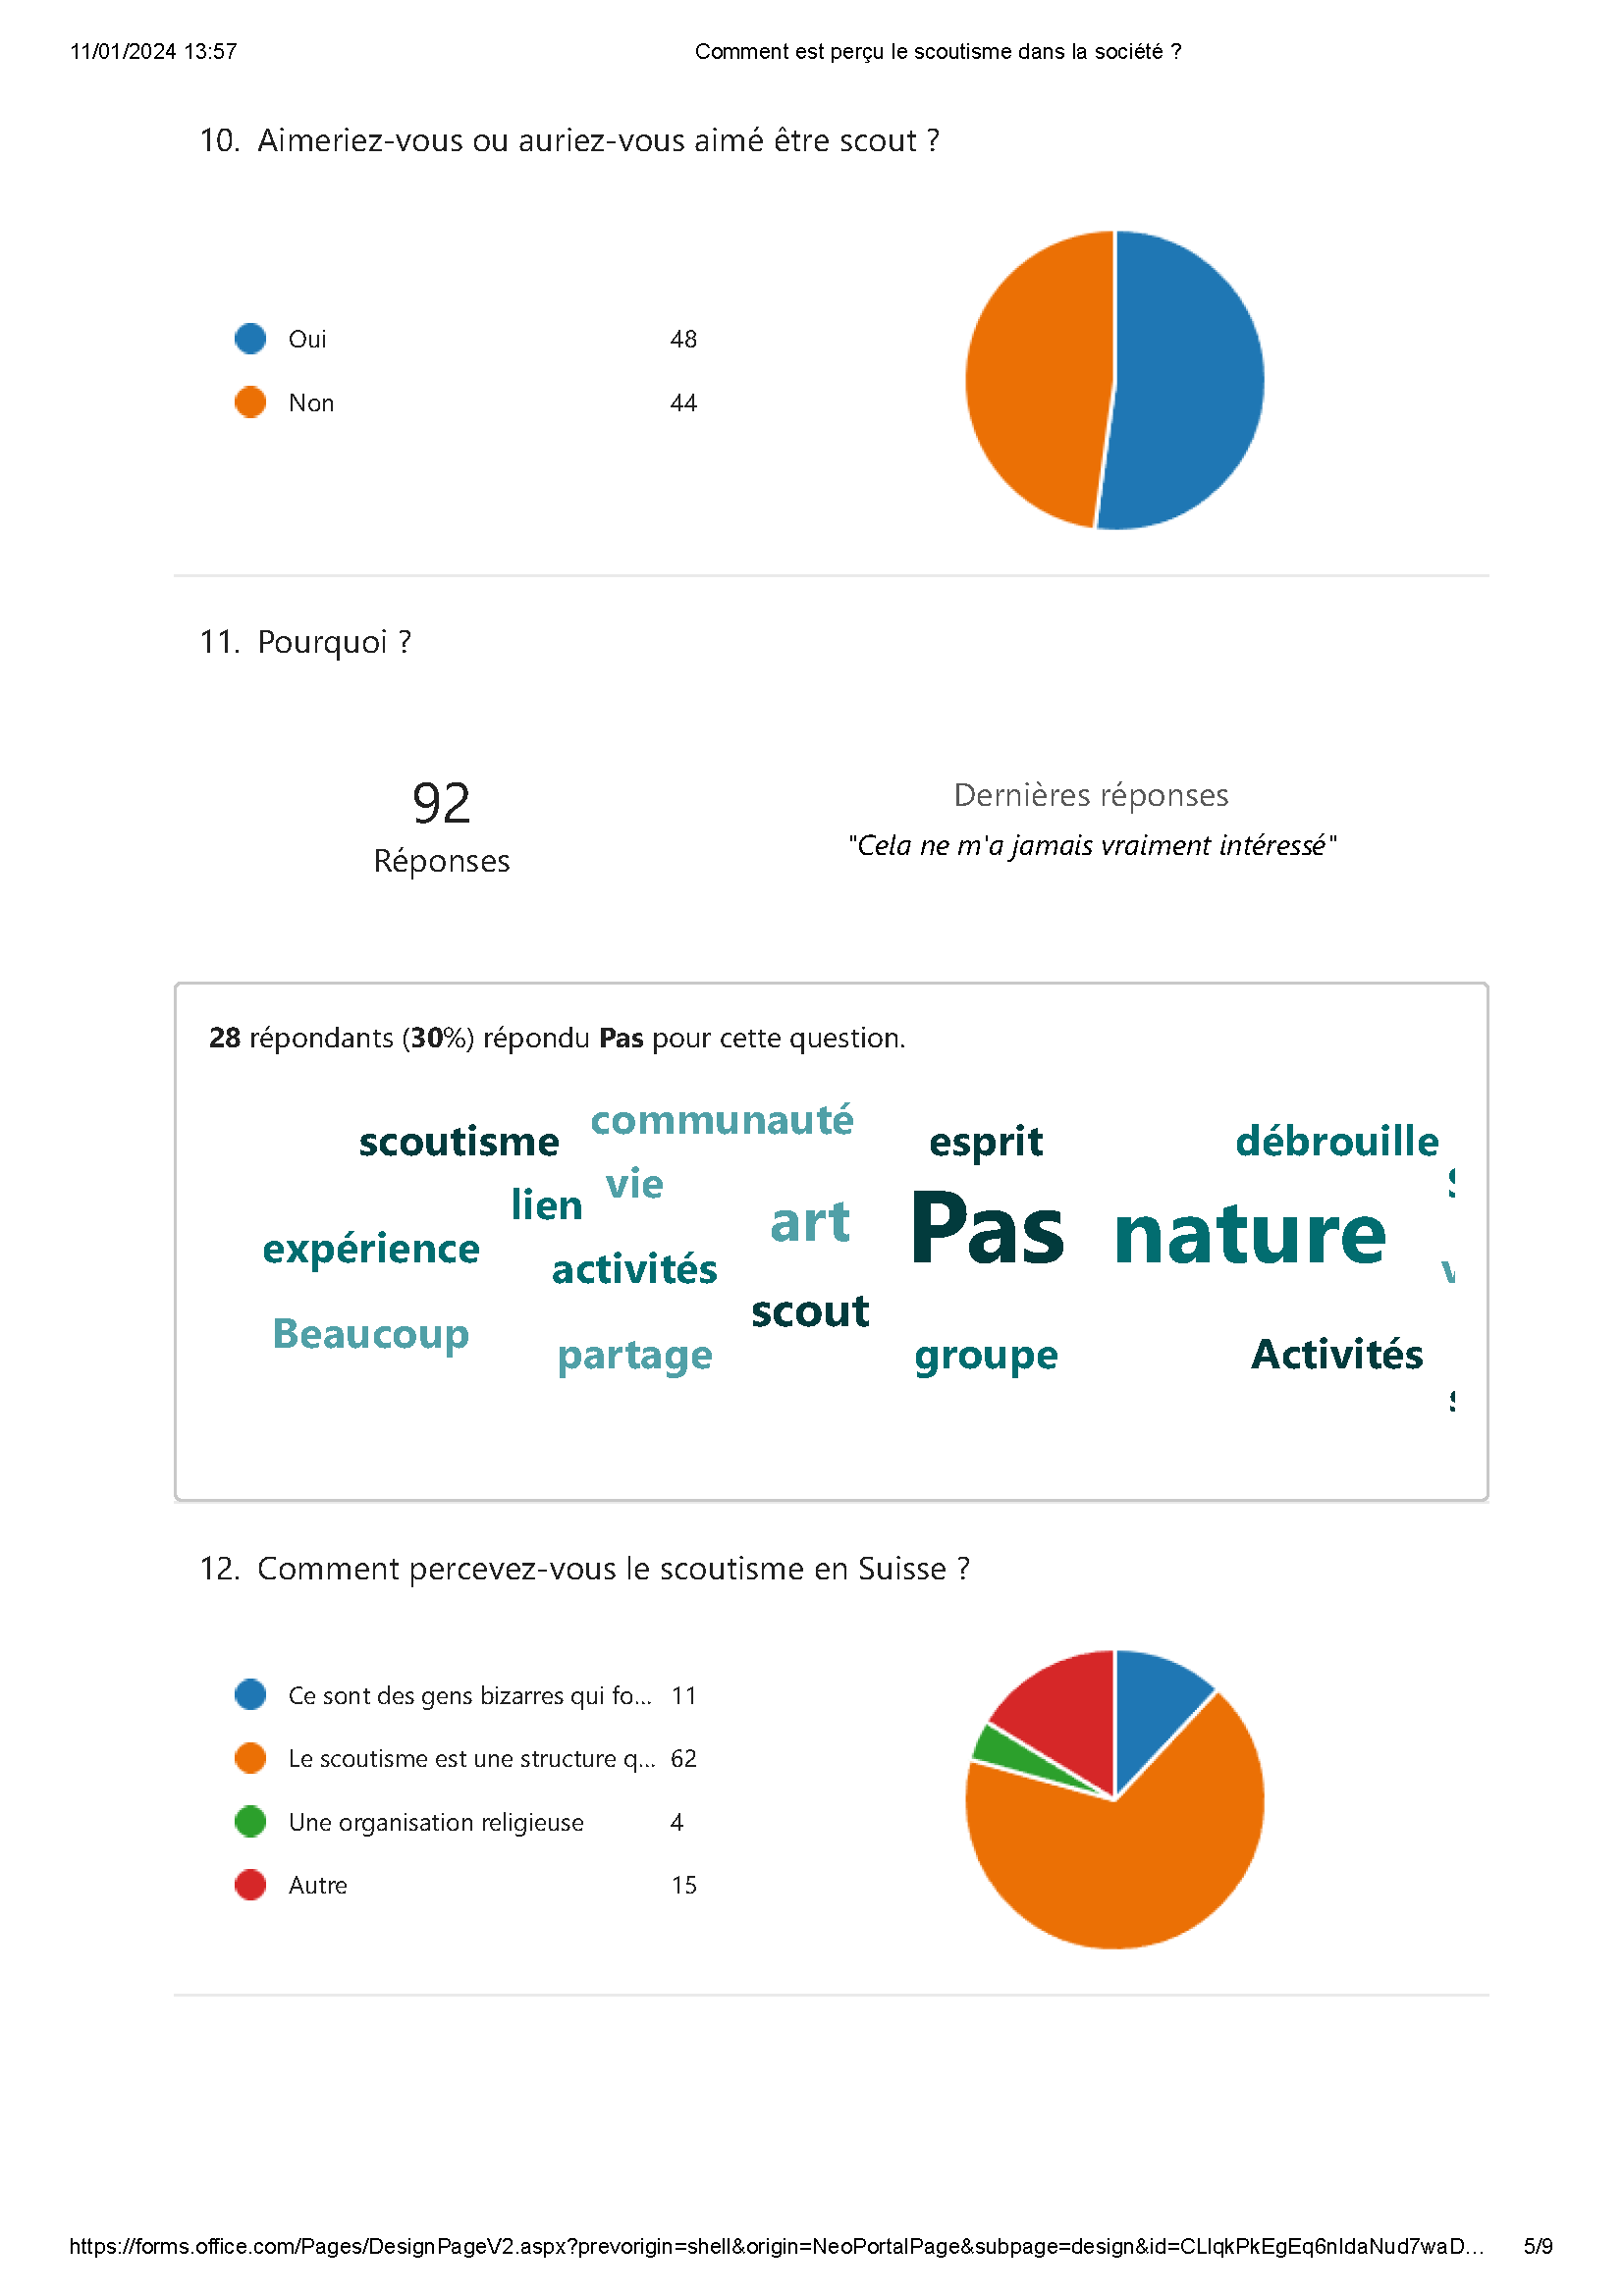 11/01/2024 13:57
Comment est perçu le scoutisme dans la société ?
10. Aimeriez-vous ou auriez-vous aimé être scout ?
Oui 48
Non 44
11. Pourquoi ?
92
Réponses
Dernières réponses
"Cela ne m'a jamais vraiment intéressé"
28 répondants (30%) répondu Pas pour cette question.
communauté
scoutisme esprit débrouille
vie
lien
art Pas nature
expérience
activités
scout
Beaucoup
partage groupe Activités
12. Comment percevez-vous le scoutisme en Suisse ?
Ce sont des gens bizarres qui fo... 11
Le scoutisme est une structure q... 62
Une organisation religieuse 4
Autre 15
https://forms.office.com/Pages/DesignPageV2.aspx?prevorigin=shell&origin=NeoPortalPage&subpage=design&id=CLIqkPkEgEq6nIdaNud7waD... 5/9